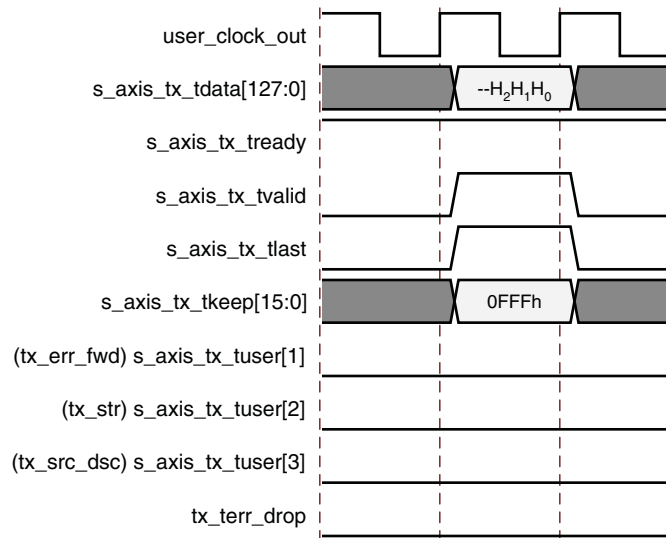 user_clock_out
s_axis_tx_tdata[127:0] --H₂H₁H₀
s_axis_tx_tready
s_axis_tx_tvalid
s_axis_tx_tlast
s_axis_tx_tkeep[15:0] 0FFFh
(tx_err_fwd) s_axis_tx_tuser[1]
(tx_str) s_axis_tx_tuser[2]
(tx_src_dsc) s_axis_tx_tuser[3]
tx_terr_drop